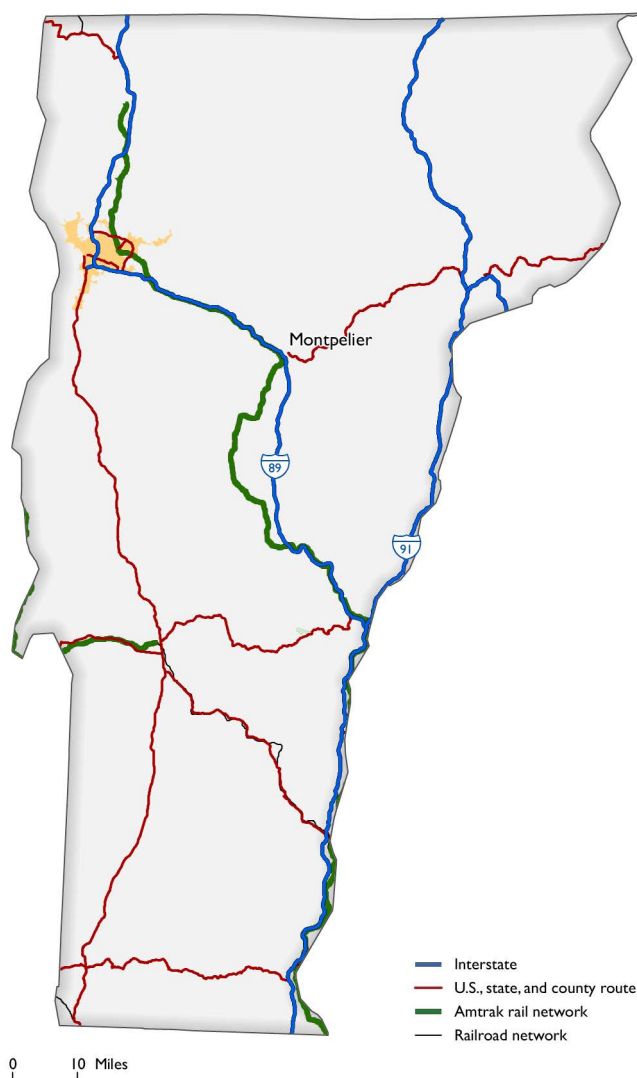 Montpelier
89
91
Interstate
U.S., state, and county route
Amtrak rail network
Railroad network
0 10 Miles